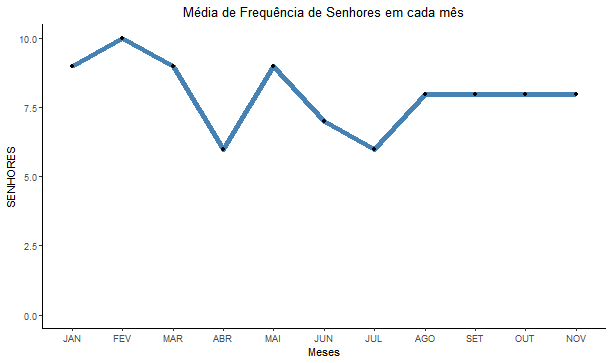 Média de Frequência de Senhores em cada mês
10.0
7.5
5.0
2.5
0.0
SENHORES
JAN FEV MAR ABR MAI JUN JUL AGO SET OUT NOV
Meses